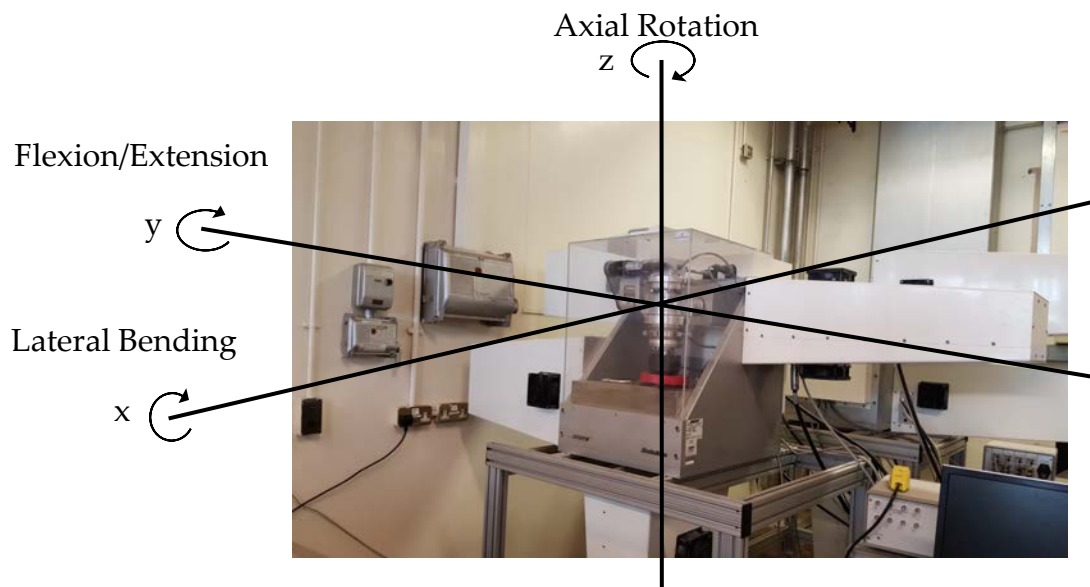 Axial Rotation
z
Flexion/Extension
y
Lateral Bending
x